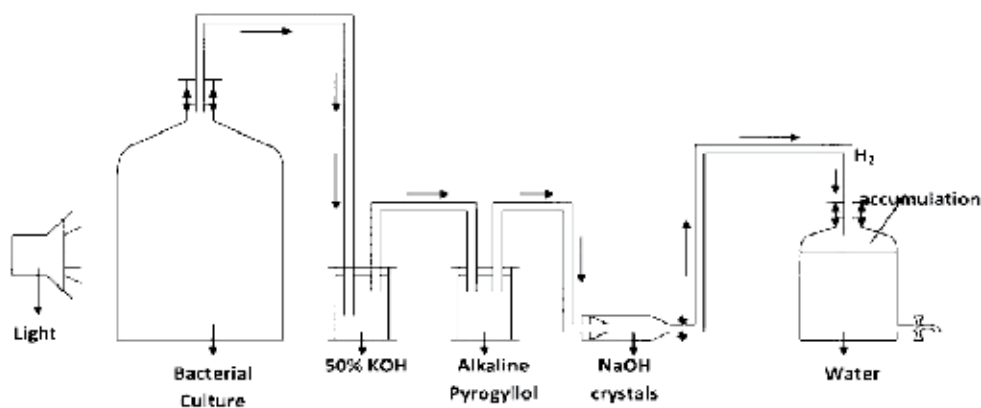 H₂
accumulation
Light
Bacterial
Culture
50% KOH
Alkaline
Pyrogyllol
NaOH
crystals
Water